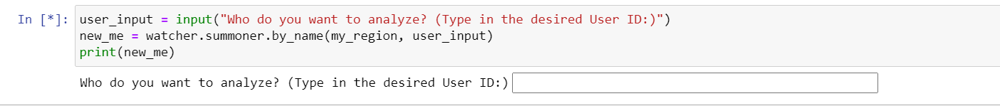 In [*]: user_input = input("Who do you want to analyze? (Type in the desired User ID:)")
new_me = watcher.summoner.by_name(my_region, user_input)
print(new_me)
Who do you want to analyze? (Type in the desired User ID:)